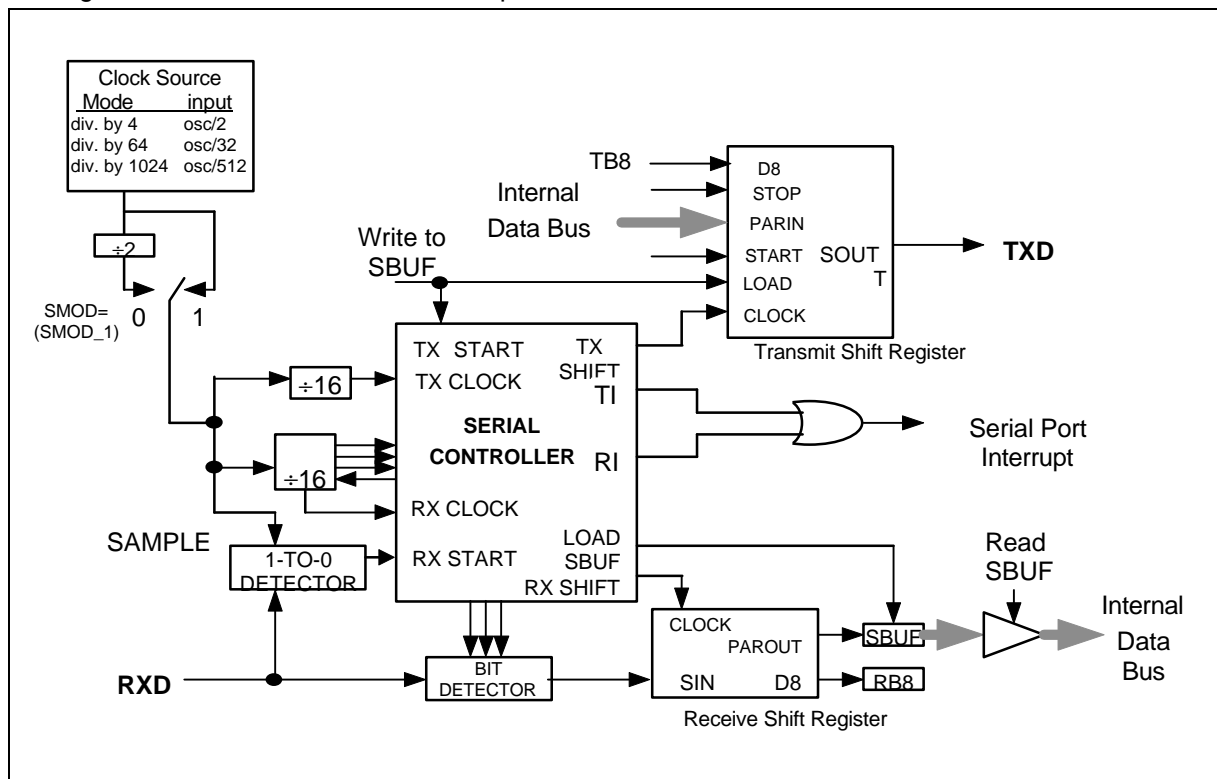 Clock Source
Mode input
div. by 4 osc/2
div. by 64 osc/32
div. by 1024 osc/512
÷2
SMOD=
(SMOD_1)
0 1
TB8
Internal
Data Bus
Write to
SBUF
D8
STOP
PARIN
START
LOAD
CLOCK
SOUT
T
TXD
Transmit Shift Register
÷16
÷16
TX START
TX CLOCK
TX
SHIFT
TI
SERIAL
CONTROLLER
RI
RX CLOCK
RX START
LOAD
SBUF
RX SHIFT
Serial Port
Interrupt
SAMPLE
1-TO-0
DETECTOR
RXD
BIT
DETECTOR
CLOCK
PAROUT
SIN D8
Receive Shift Register
SBUF
RB8
Read
SBUF
Internal
Data
Bus